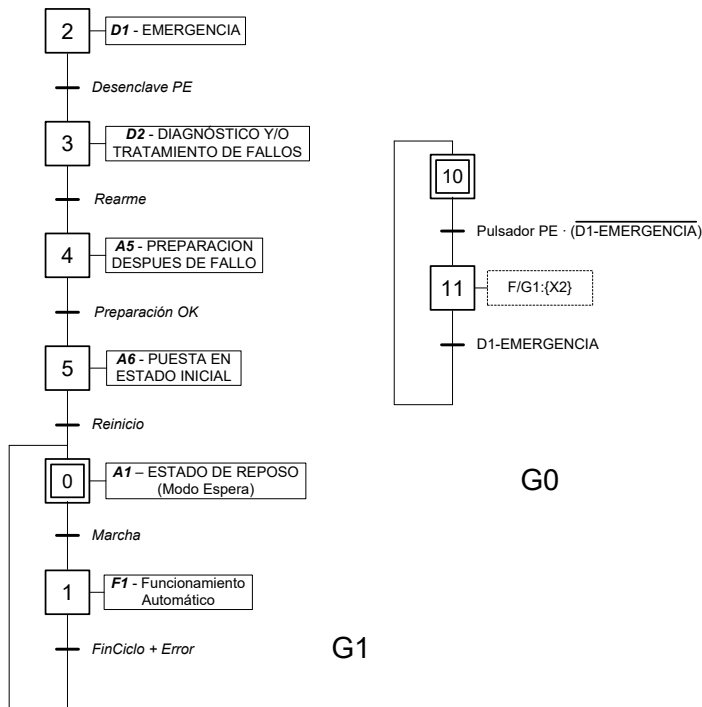 2
D1 - EMERGENCIA
Desenclave PE
3
D2 - DIAGNÓSTICO Y/O
TRATAMIENTO DE FALLOS
Rearme
4
A5 - PREPARACION
DESPUES DE FALLO
Preparación OK
5
A6 - PUESTA EN
ESTADO INICIAL
Reinicio
0
A1 – ESTADO DE REPOSO
(Modo Espera)
Marcha
1
F1 - Funcionamiento
Automático
FinCiclo + Error
G1
10
Pulsador PE · (D1-EMERGENCIA)
11
F/G1:{X2}
D1-EMERGENCIA
G0